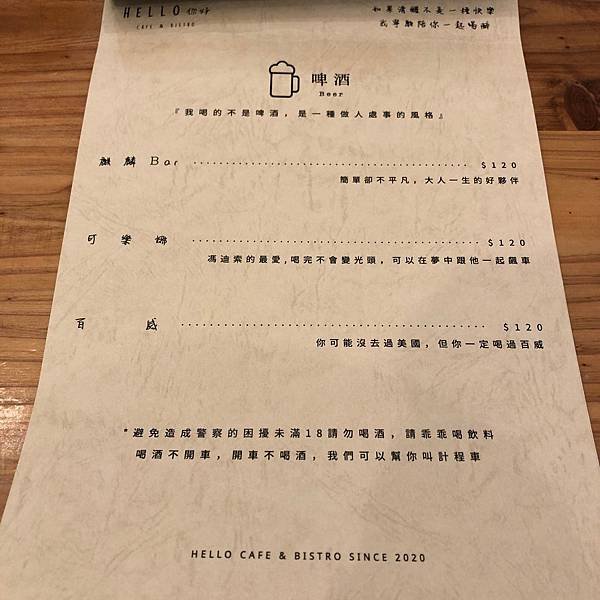 HELLO 你好
CAFE & BISTRO
如果清醒不是一種快樂
我寧願陪你一起喝醉
啤酒
Beer
『我喝的不是啤酒，是一種做人處事的風格』
麒麟 Bar ........................................ $120
簡單卻不平凡，大人一生的好夥伴
可樂娜 ........................................ $120
馮迪索的最愛，喝完不會變光頭，可以在夢中跟他一起飆車
百威 ........................................ $120
你可能沒去過美國，但你一定喝過百威
*避免造成警察的困擾未滿18請勿喝酒，請乖乖喝飲料
喝酒不開車，開車不喝酒，我們可以幫你叫計程車
HELLO CAFE & BISTRO SINCE 2020